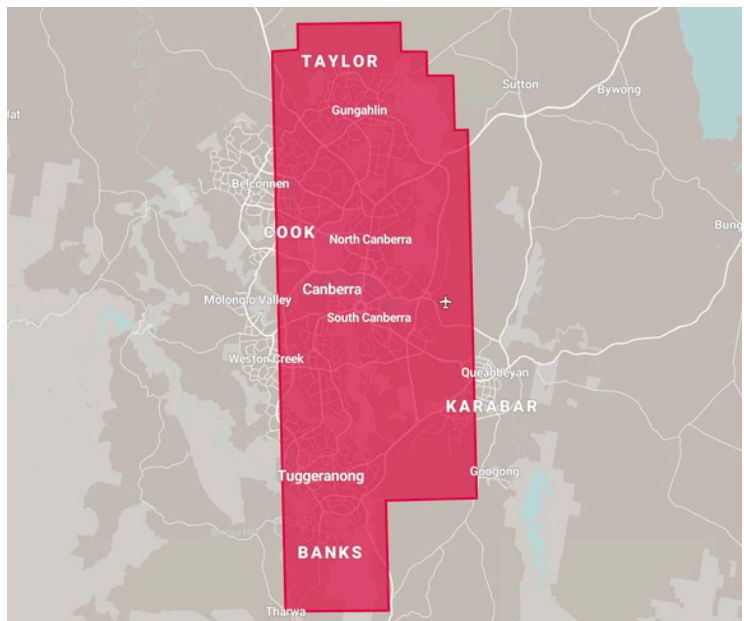 TAYLOR
Sutton
Bywong
Gungahlin
lat
Belconnen
Bung
COOK
North Canberra
Canberra
Molonglo Valley
South Canberra
Weston Creek
Queanbeyan
KARABAR
Googong
Tuggeranong
BANKS
Tharwa